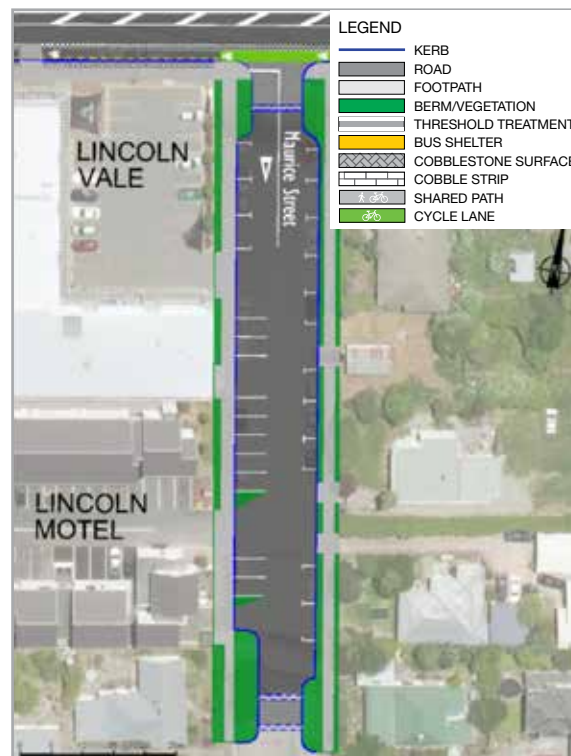 LEGEND
KERB
ROAD
FOOTPATH
BERM/VEGETATION
THRESHOLD TREATMENT
BUS SHELTER
COBBLESTONE SURFACE
COBBLE STRIP
SHARED PATH
CYCLE LANE
LINCOLN
VALE
Maurice Street
LINCOLN
MOTEL